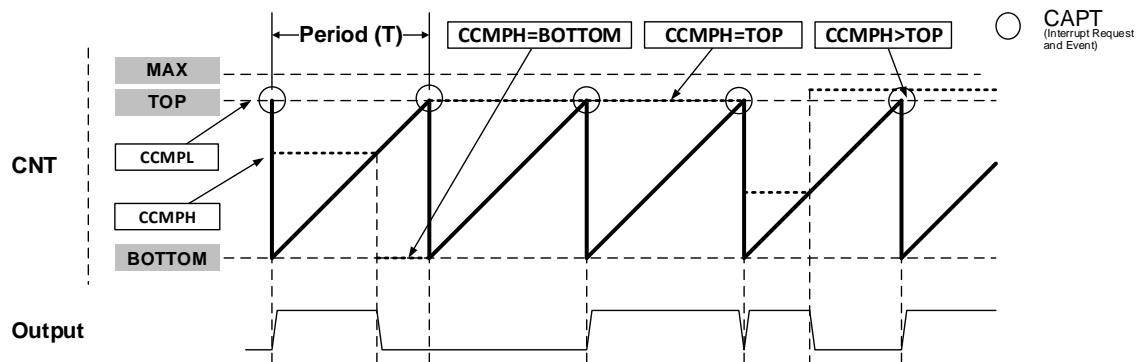 Period (T)
CCMPH=BOTTOM
CCMPH=TOP
CCMPH>TOP
CAPT
(Interrupt Request
and Event)
MAX
TOP
CNT
CCMPL
CCMPH
BOTTOM
Output